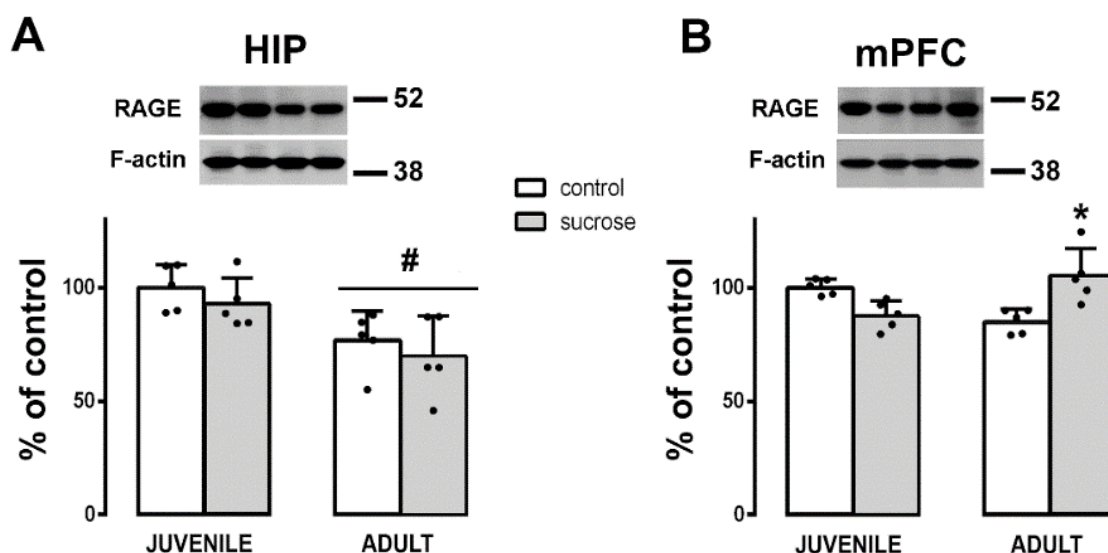 A
HIP
RAGE
52
F-actin
38
% of control
100
50
0
#
JUVENILE
ADULT
control
sucrose
B
mPFC
RAGE
52
F-actin
38
% of control
100
50
0
*
JUVENILE
ADULT